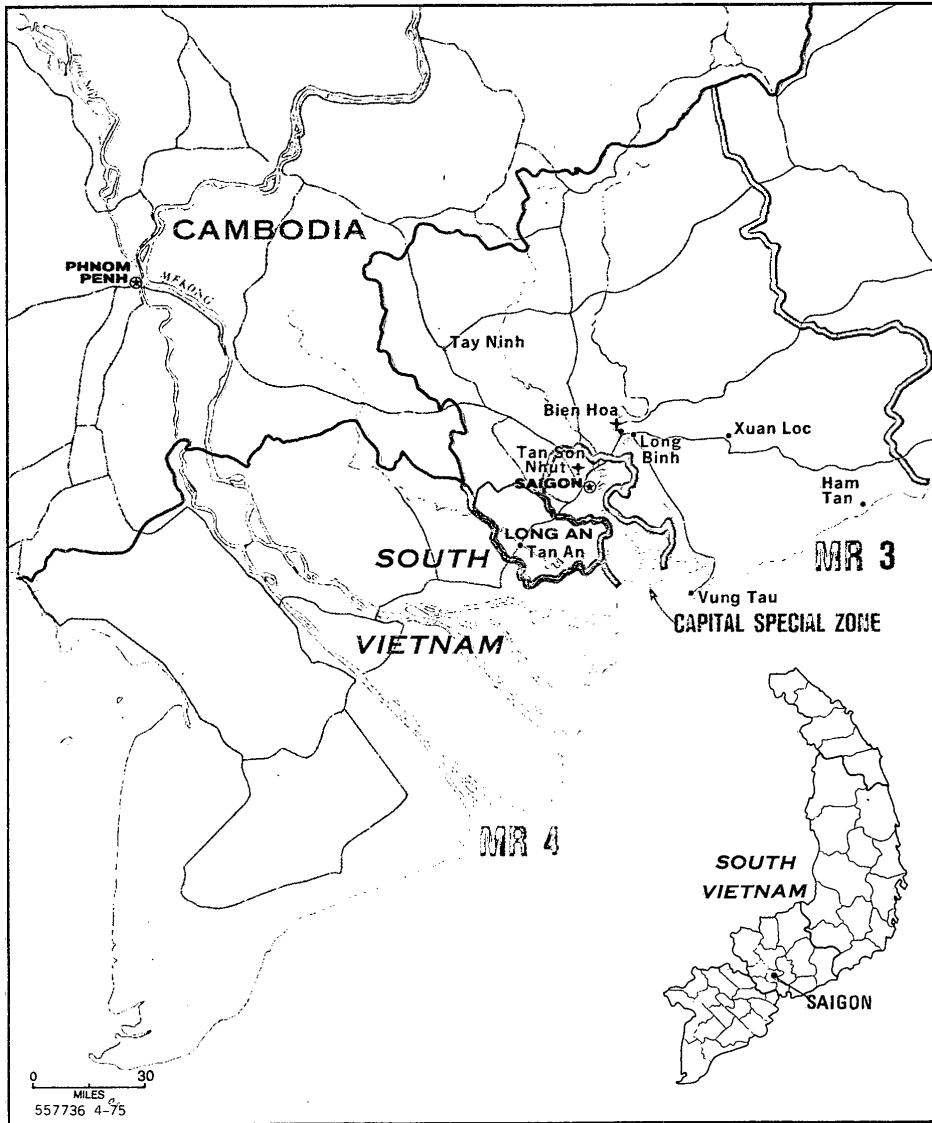 CAMBODIA
PHNOM
PENH
MEKONG
Tay Ninh
Bien Hoa
Xuan Loc
Long
Binh
Tan Son
Nhut
SAIGON
Ham
Tan
LONG AN
Tan An
SOUTH
VIETNAM
MR 3
Vung Tau
CAPITAL SPECIAL ZONE
MR 4
SOUTH
VIETNAM
SAIGON
0 30
MILES
557736 4-75